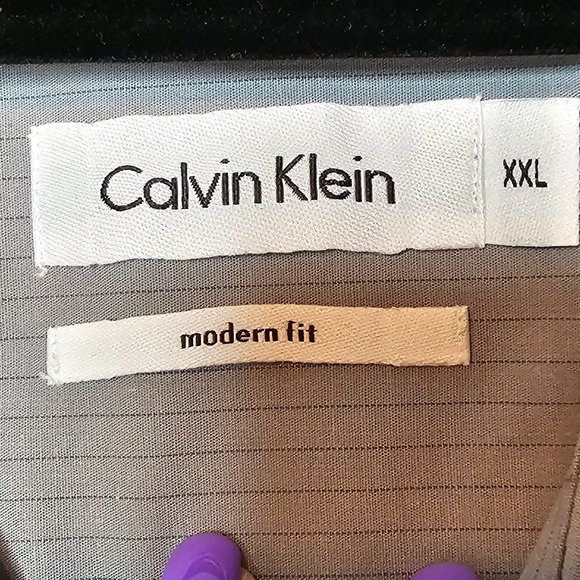 Calvin Klein
XXL
modern fit